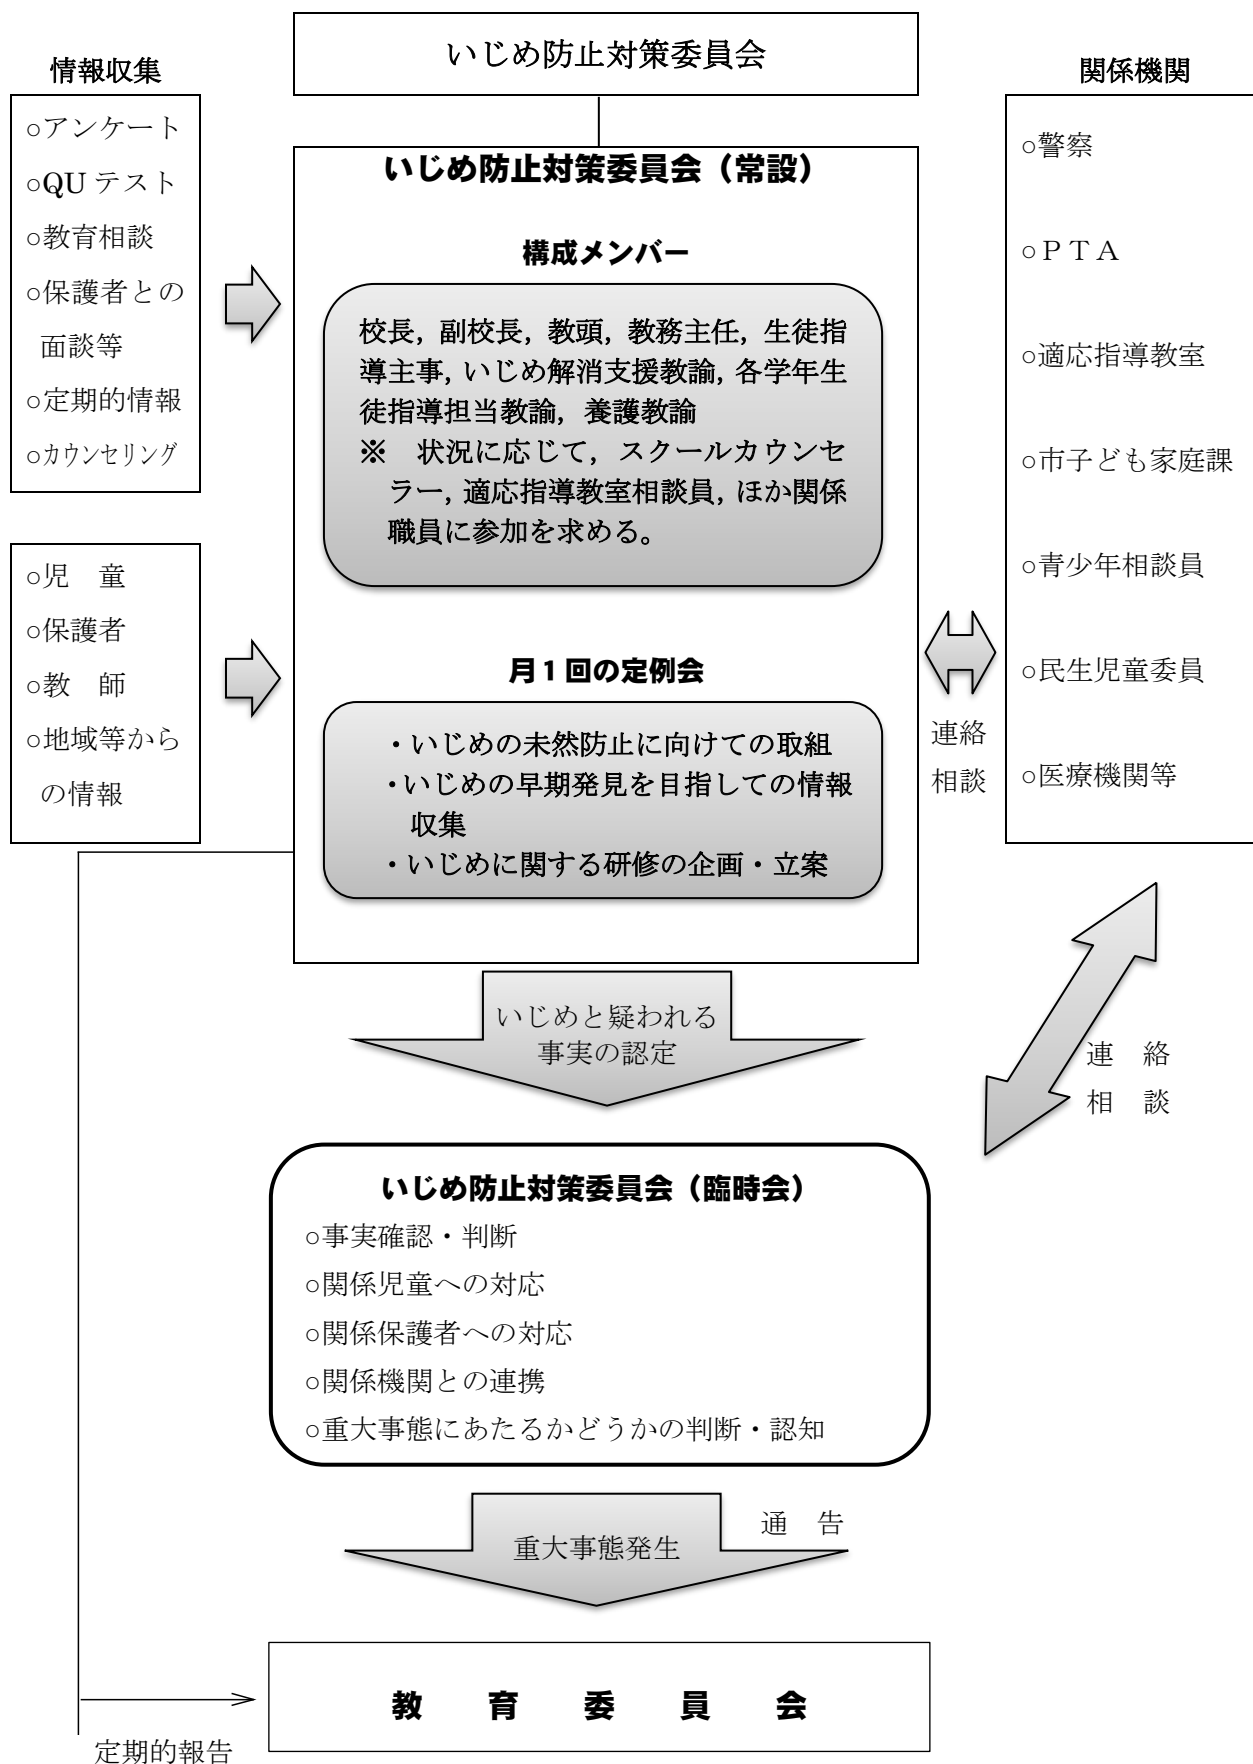 いじめ防止対策委員会
情報収集
○アンケート
○QU テスト
○教育相談
○保護者との
面談等
○定期的情報
○カウンセリング
○児　童
○保護者
○教　師
○地域等から
の情報
いじめ防止対策委員会（常設）
構成メンバー
校長，副校長，教頭，教務主任，生徒指
導主事，いじめ解消支援教諭，各学年生
徒指導担当教諭，養護教諭
※　状況に応じて，スクールカウンセ
ラー，適応指導教室相談員，ほか関係
職員に参加を求める。
月１回の定例会
・いじめの未然防止に向けての取組
・いじめの早期発見を目指しての情報
収集
・いじめに関する研修の企画・立案
関係機関
○警察
○ＰＴＡ
○適応指導教室
○市子ども家庭課
○青少年相談員
○民生児童委員
○医療機関等
連絡
相談
いじめと疑われる
事実の認定
連　絡
相　談
いじめ防止対策委員会（臨時会）
○事実確認・判断
○関係児童への対応
○関係保護者への対応
○関係機関との連携
○重大事態にあたるかどうかの判断・認知
重大事態発生
通　告
教　育　委　員　会
定期的報告